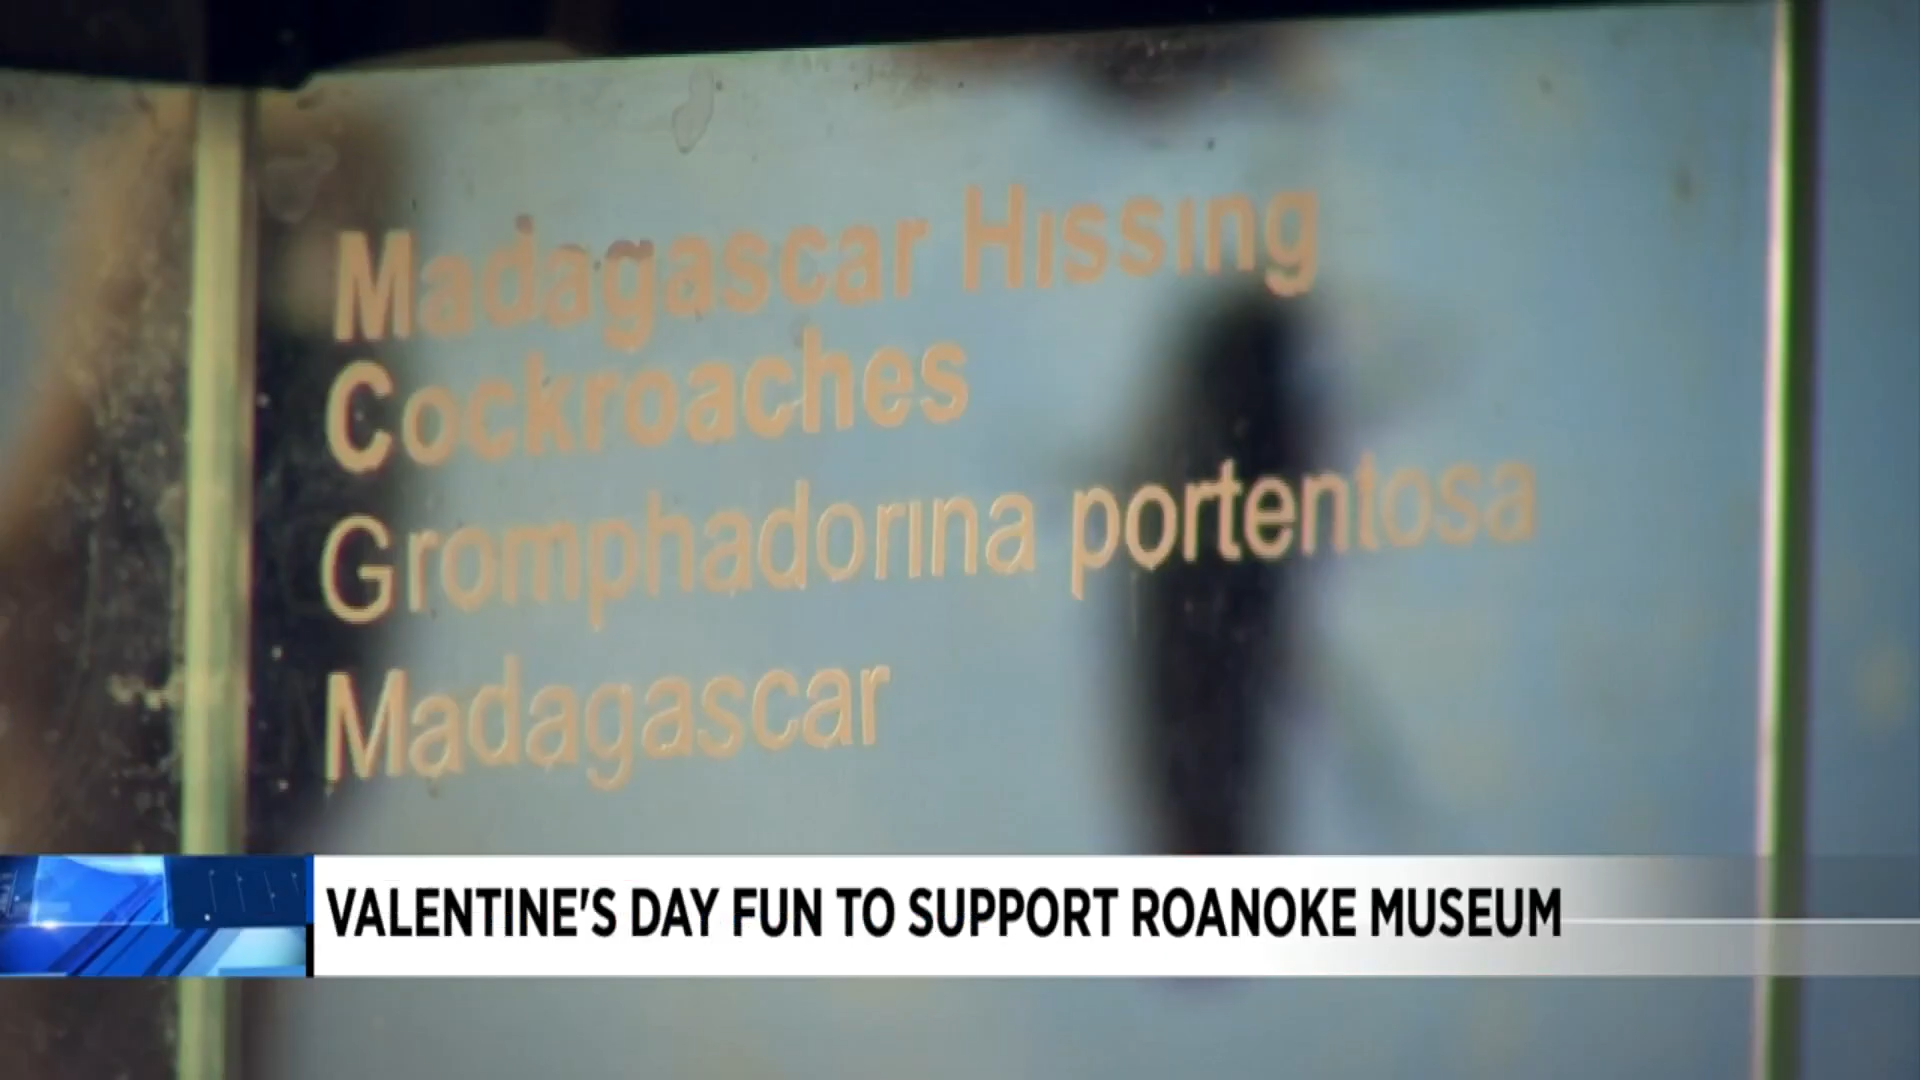 Madagascar Hissing
Cockroaches
Gromphadorina portentosa
Madagascar
VALENTINE'S DAY FUN TO SUPPORT ROANOKE MUSEUM